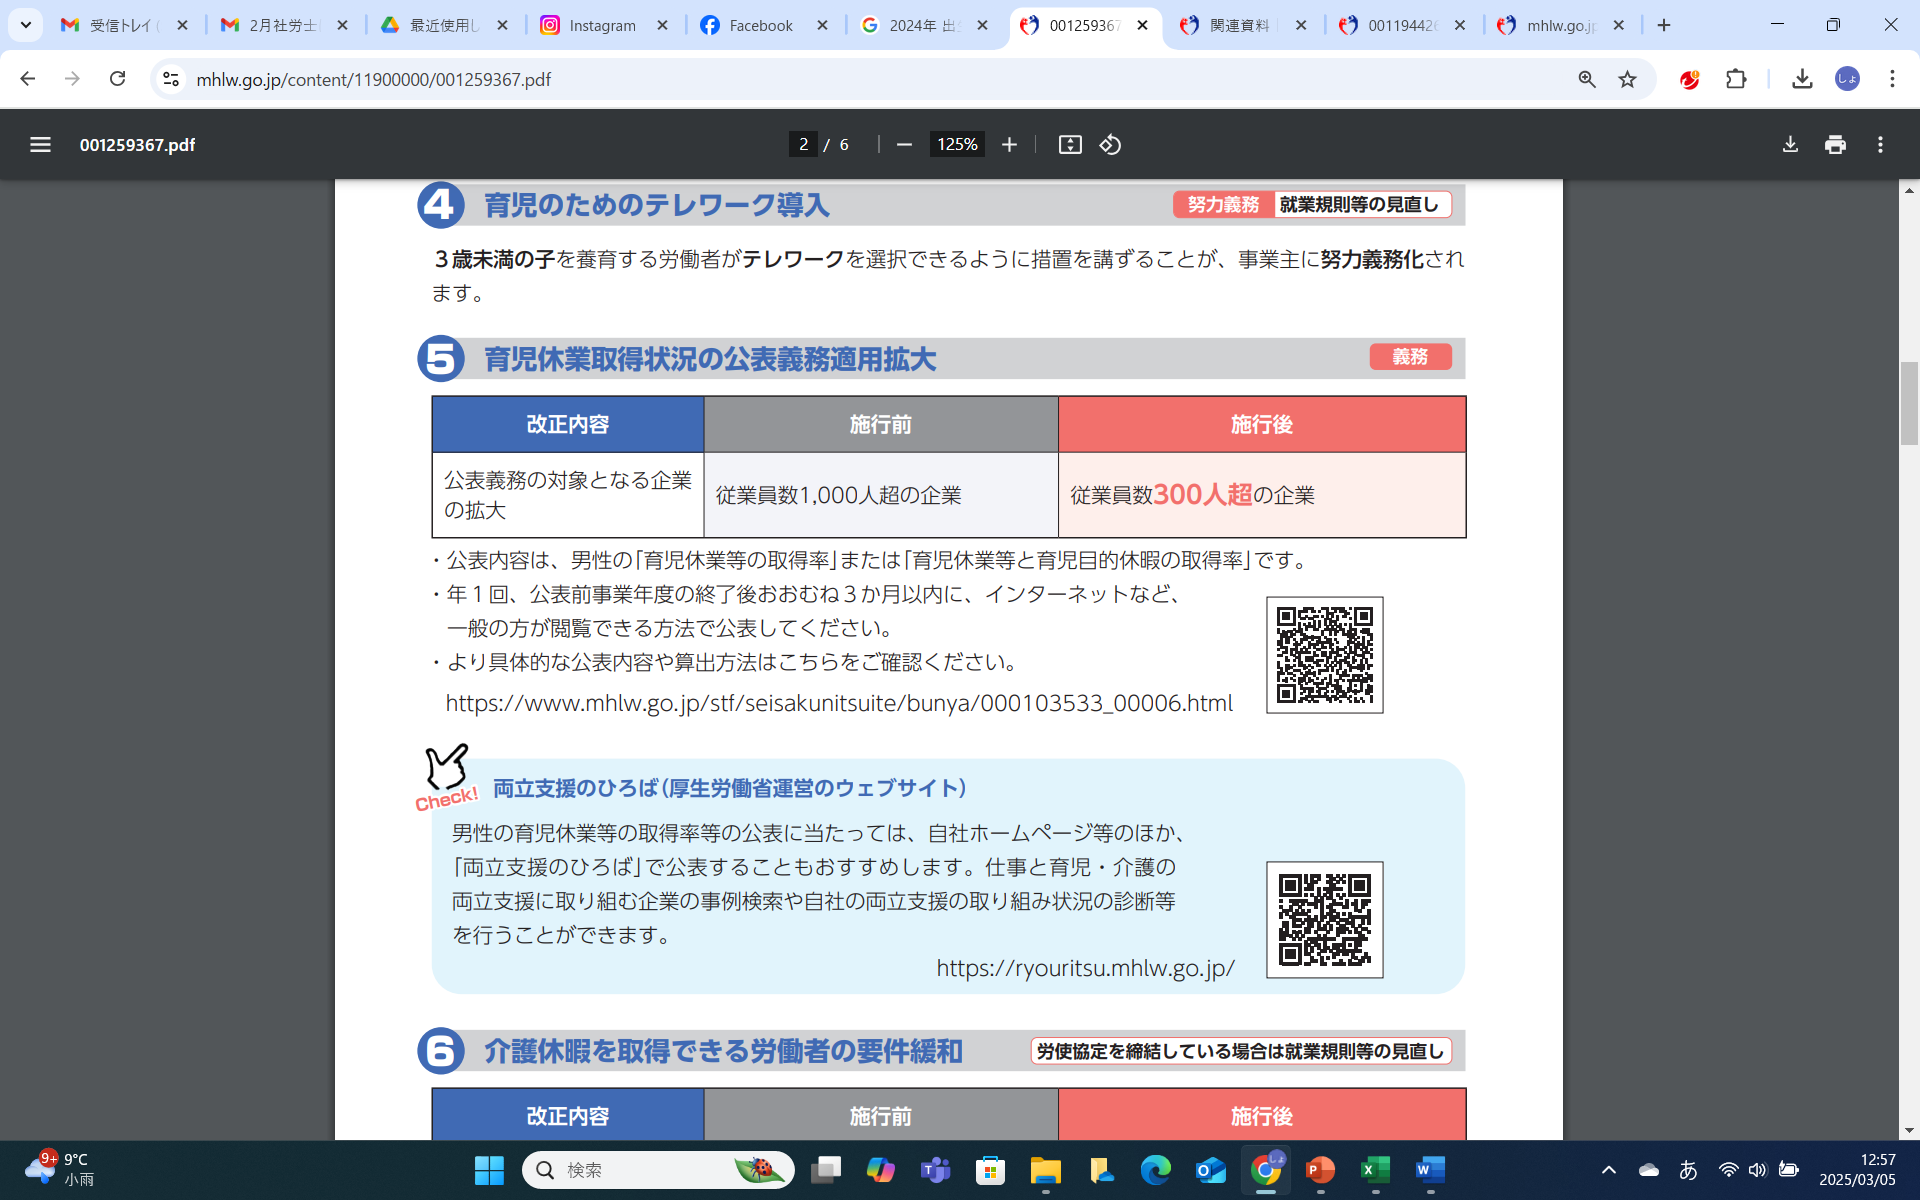 受信トレイ (
2月社労士
最近使用し
Instagram
Facebook
2024年 出生
001259367
関連資料
00119442
mhlw.go.jp
mhlw.go.jp/content/11900000/001259367.pdf
しょ
001259367.pdf
2 / 6
125%
4 育児のためのテレワーク導入
努力義務 就業規則等の見直し
3歳未満の子を養育する労働者がテレワークを選択できるように措置を講ずることが、事業主に努力義務化され
ます。
5 育児休業取得状況の公表義務適用拡大
義務
改正内容 施行前 施行後
公表義務の対象となる企業
の拡大
従業員数1,000人超の企業
従業員数300人超の企業
・公表内容は、男性の「育児休業等の取得率」または「育児休業等と育児目的休暇の取得率」です。
・年1回、公表前事業年度の終了後おおむね3か月以内に、インターネットなど、
一般の方が閲覧できる方法で公表してください。
・より具体的な公表内容や算出方法はこちらをご確認ください。
https://www.mhlw.go.jp/stf/seisakunitsuite/bunya/000103533_00006.html
Check!
両立支援のひろば（厚生労働省運営のウェブサイト）
男性の育児休業等の取得率等の公表に当たっては、自社ホームページ等のほか、
「両立支援のひろば」で公表することもおすすめします。仕事と育児・介護の
両立支援に取り組む企業の事例検索や自社の両立支援の取り組み状況の診断等
を行うことができます。
https://ryouritsu.mhlw.go.jp/
6 介護休暇を取得できる労働者の要件緩和
労使協定を締結している場合は就業規則等の見直し
改正内容 施行前 施行後
9+
9°C
小雨
検索
しょ
あ
12:57
2025/03/05